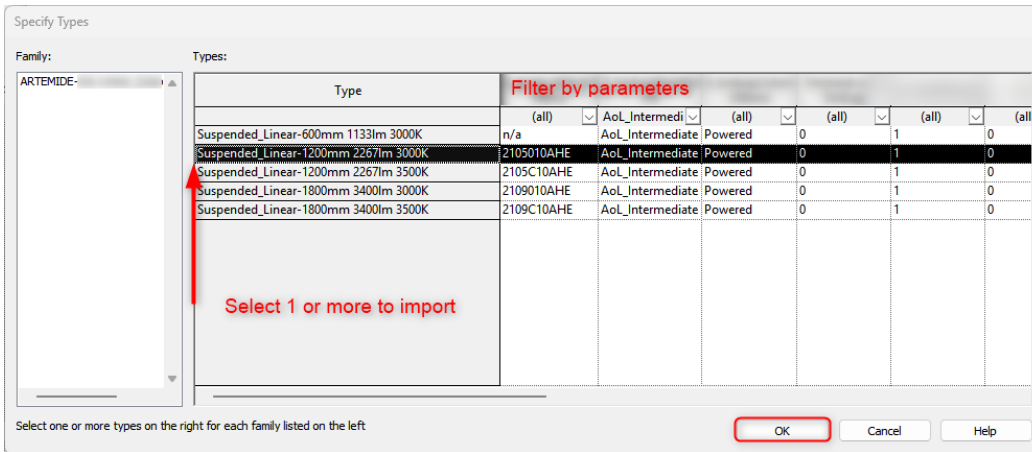 Specify Types
Family:
Types:
ARTEMIDE-
Type
Filter by parameters
(all) AoL_Intermedi (all) (all) (all) (all
Suspended_Linear-600mm 1133lm 3000K n/a AoL_Intermediate Powered 0 1 0
Suspended_Linear-1200mm 2267lm 3000K 2105010AHE AoL_Intermediate Powered 0 1 0
Suspended_Linear-1200mm 2267lm 3500K 2105C10AHE AoL_Intermediate Powered 0 1 0
Suspended_Linear-1800mm 3400lm 3000K 2109010AHE AoL_Intermediate Powered 0 1 0
Suspended_Linear-1800mm 3400lm 3500K 2109C10AHE AoL_Intermediate Powered 0 1 0
Select 1 or more to import
Select one or more types on the right for each family listed on the left
OK
Cancel
Help